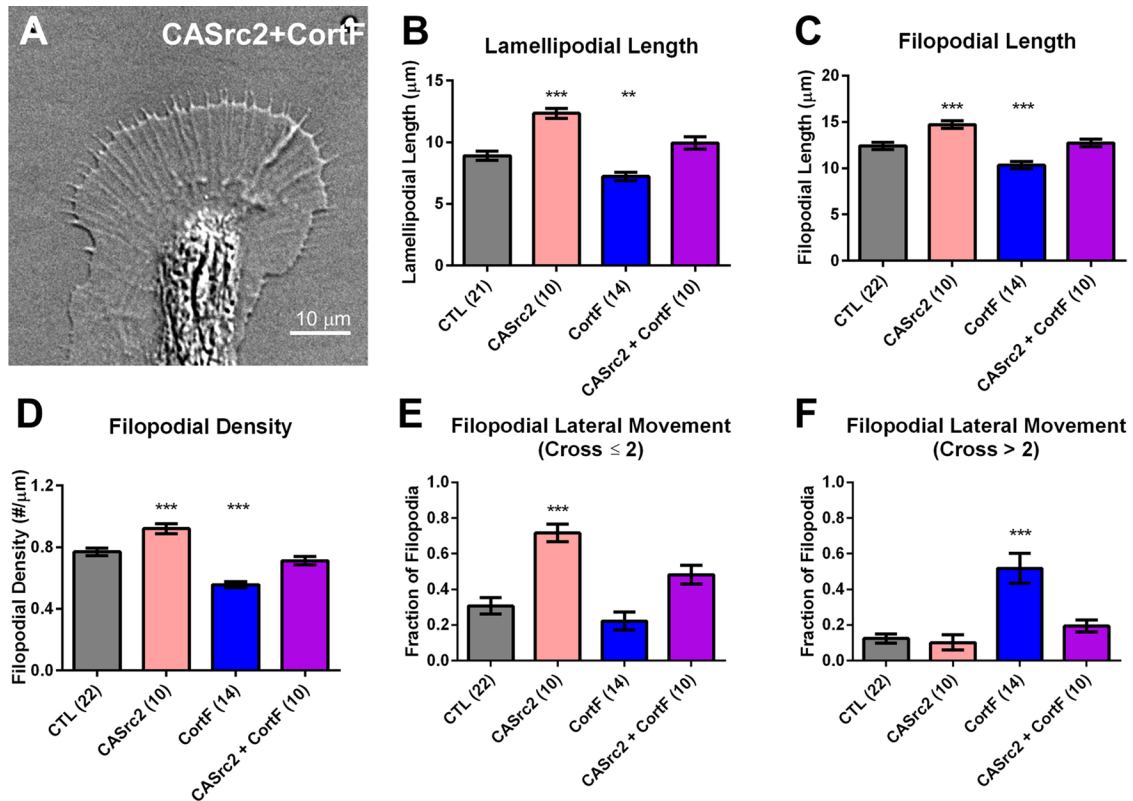 A
CASrc2+CortF
10 μm
B
Lamellipodial Length
Lamellipodial Length (μm)
15
10
5
0
***
**
CTL (21)
CASrc2 (10)
CortF (14)
CASrc2 + CortF (10)
C
Filopodial Length
Filopodial Length (μm)
20
15
10
5
0
***
***
CTL (22)
CASrc2 (10)
CortF (14)
CASrc2 + CortF (10)
D
Filopodial Density
Filopodial Density (#/μm)
1.2
0.8
0.4
0.0
***
***
CTL (22)
CASrc2 (10)
CortF (14)
CASrc2 + CortF (10)
E
Filopodial Lateral Movement
(Cross ≤ 2)
Fraction of Filopodia
1.0
0.8
0.6
0.4
0.2
0.0
***
CTL (22)
CASrc2 (10)
CortF (14)
CASrc2 + CortF (10)
F
Filopodial Lateral Movement
(Cross > 2)
Fraction of Filopodia
1.0
0.8
0.6
0.4
0.2
0.0
***
CTL (22)
CASrc2 (10)
CortF (14)
CASrc2 + CortF (10)